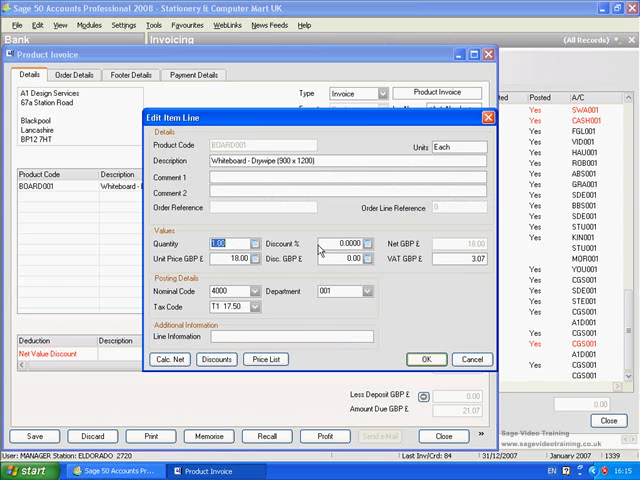 Sage 50 Accounts Professional 2008 - Stationery & Computer Mart UK
File Edit View Modules Settings Tools Favourites WebLinks News Feeds Help
Bank Invoicing (All Records)
Product Invoice
Details Order Details Footer Details Payment Details
A1 Design Services
67a Station Road
Blackpool
Lancashire
BP12 7HT
Type Invoice Product Invoice
Product Code Description
BOARD001 Whiteboard -
Deduction Description
Net Value Discount
Edit Item Line
Details
Product Code BOARD001 Units Each
Description Whiteboard - Drywipe (900 x 1200)
Comment 1
Comment 2
Order Reference Order Line Reference 0
Values
Quantity 1.00 Discount % 0.0000 Net GBP £ 18.00
Unit Price GBP £ 18.00 Disc. GBP £ 0.00 VAT GBP £ 3.07
Posting Details
Nominal Code 4000 Department 001
Tax Code T1 17.50
Additional Information
Line Information
Calc. Net Discounts Price List OK Cancel
Less Deposit GBP £ 0.00
Amount Due GBP £ 21.07
Save Discard Print Memorise Recall Profit Send e-Mail Close
Posted A/C
Yes SWA001
Yes CASH001
Yes FGL001
Yes VID001
Yes HAU001
Yes ROB001
Yes ABS001
Yes GRA001
Yes SDE001
Yes BBS001
Yes STU001
Yes KIN001
SDE001
Yes STU001
Yes MOR001
YOU001
Yes CGS001
Yes CGS001
Yes CGS001
Yes CGS001
A1D001
Yes CGS001
CGS001
A1D001
Yes CGS001
CGS001
0.00
Close
Sage Video Training
www.sagevideotraining.co.uk
User: MANAGER Station: ELDORADO 2720 Last Inv/Crd: 84 31/12/2007 January 2007 1339
start Sage 50 Accounts Pr... Product Invoice EN 16:15